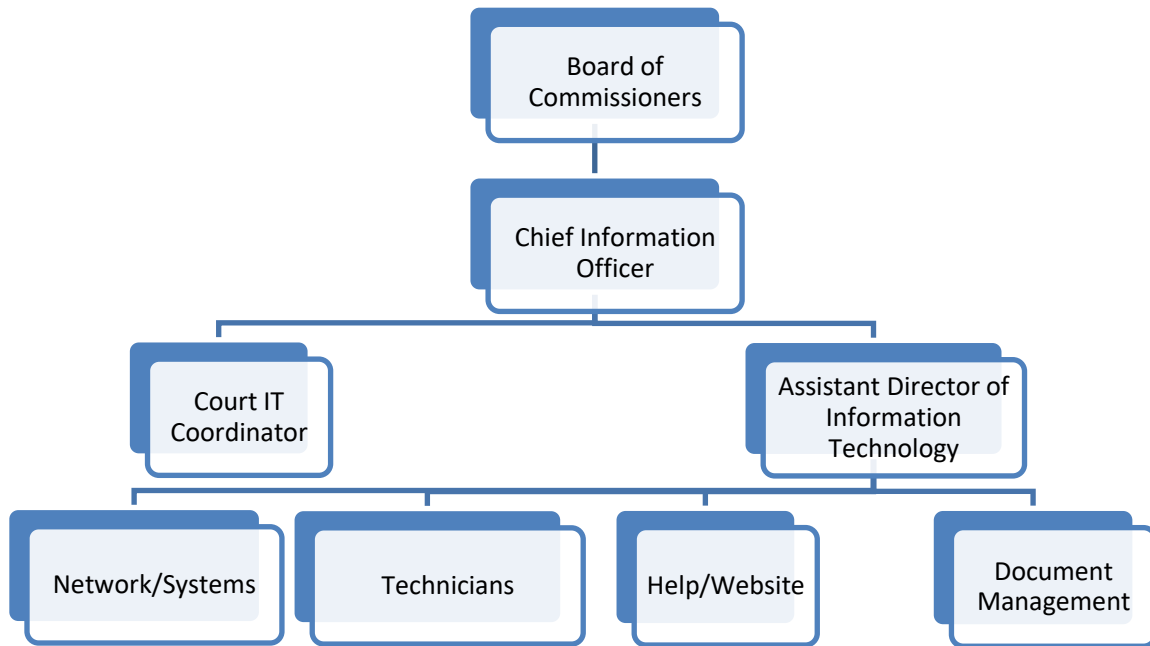 Board of
Commissioners
Chief Information
Officer
Court IT
Coordinator
Assistant Director of
Information
Technology
Network/Systems
Technicians
Help/Website
Document
Management